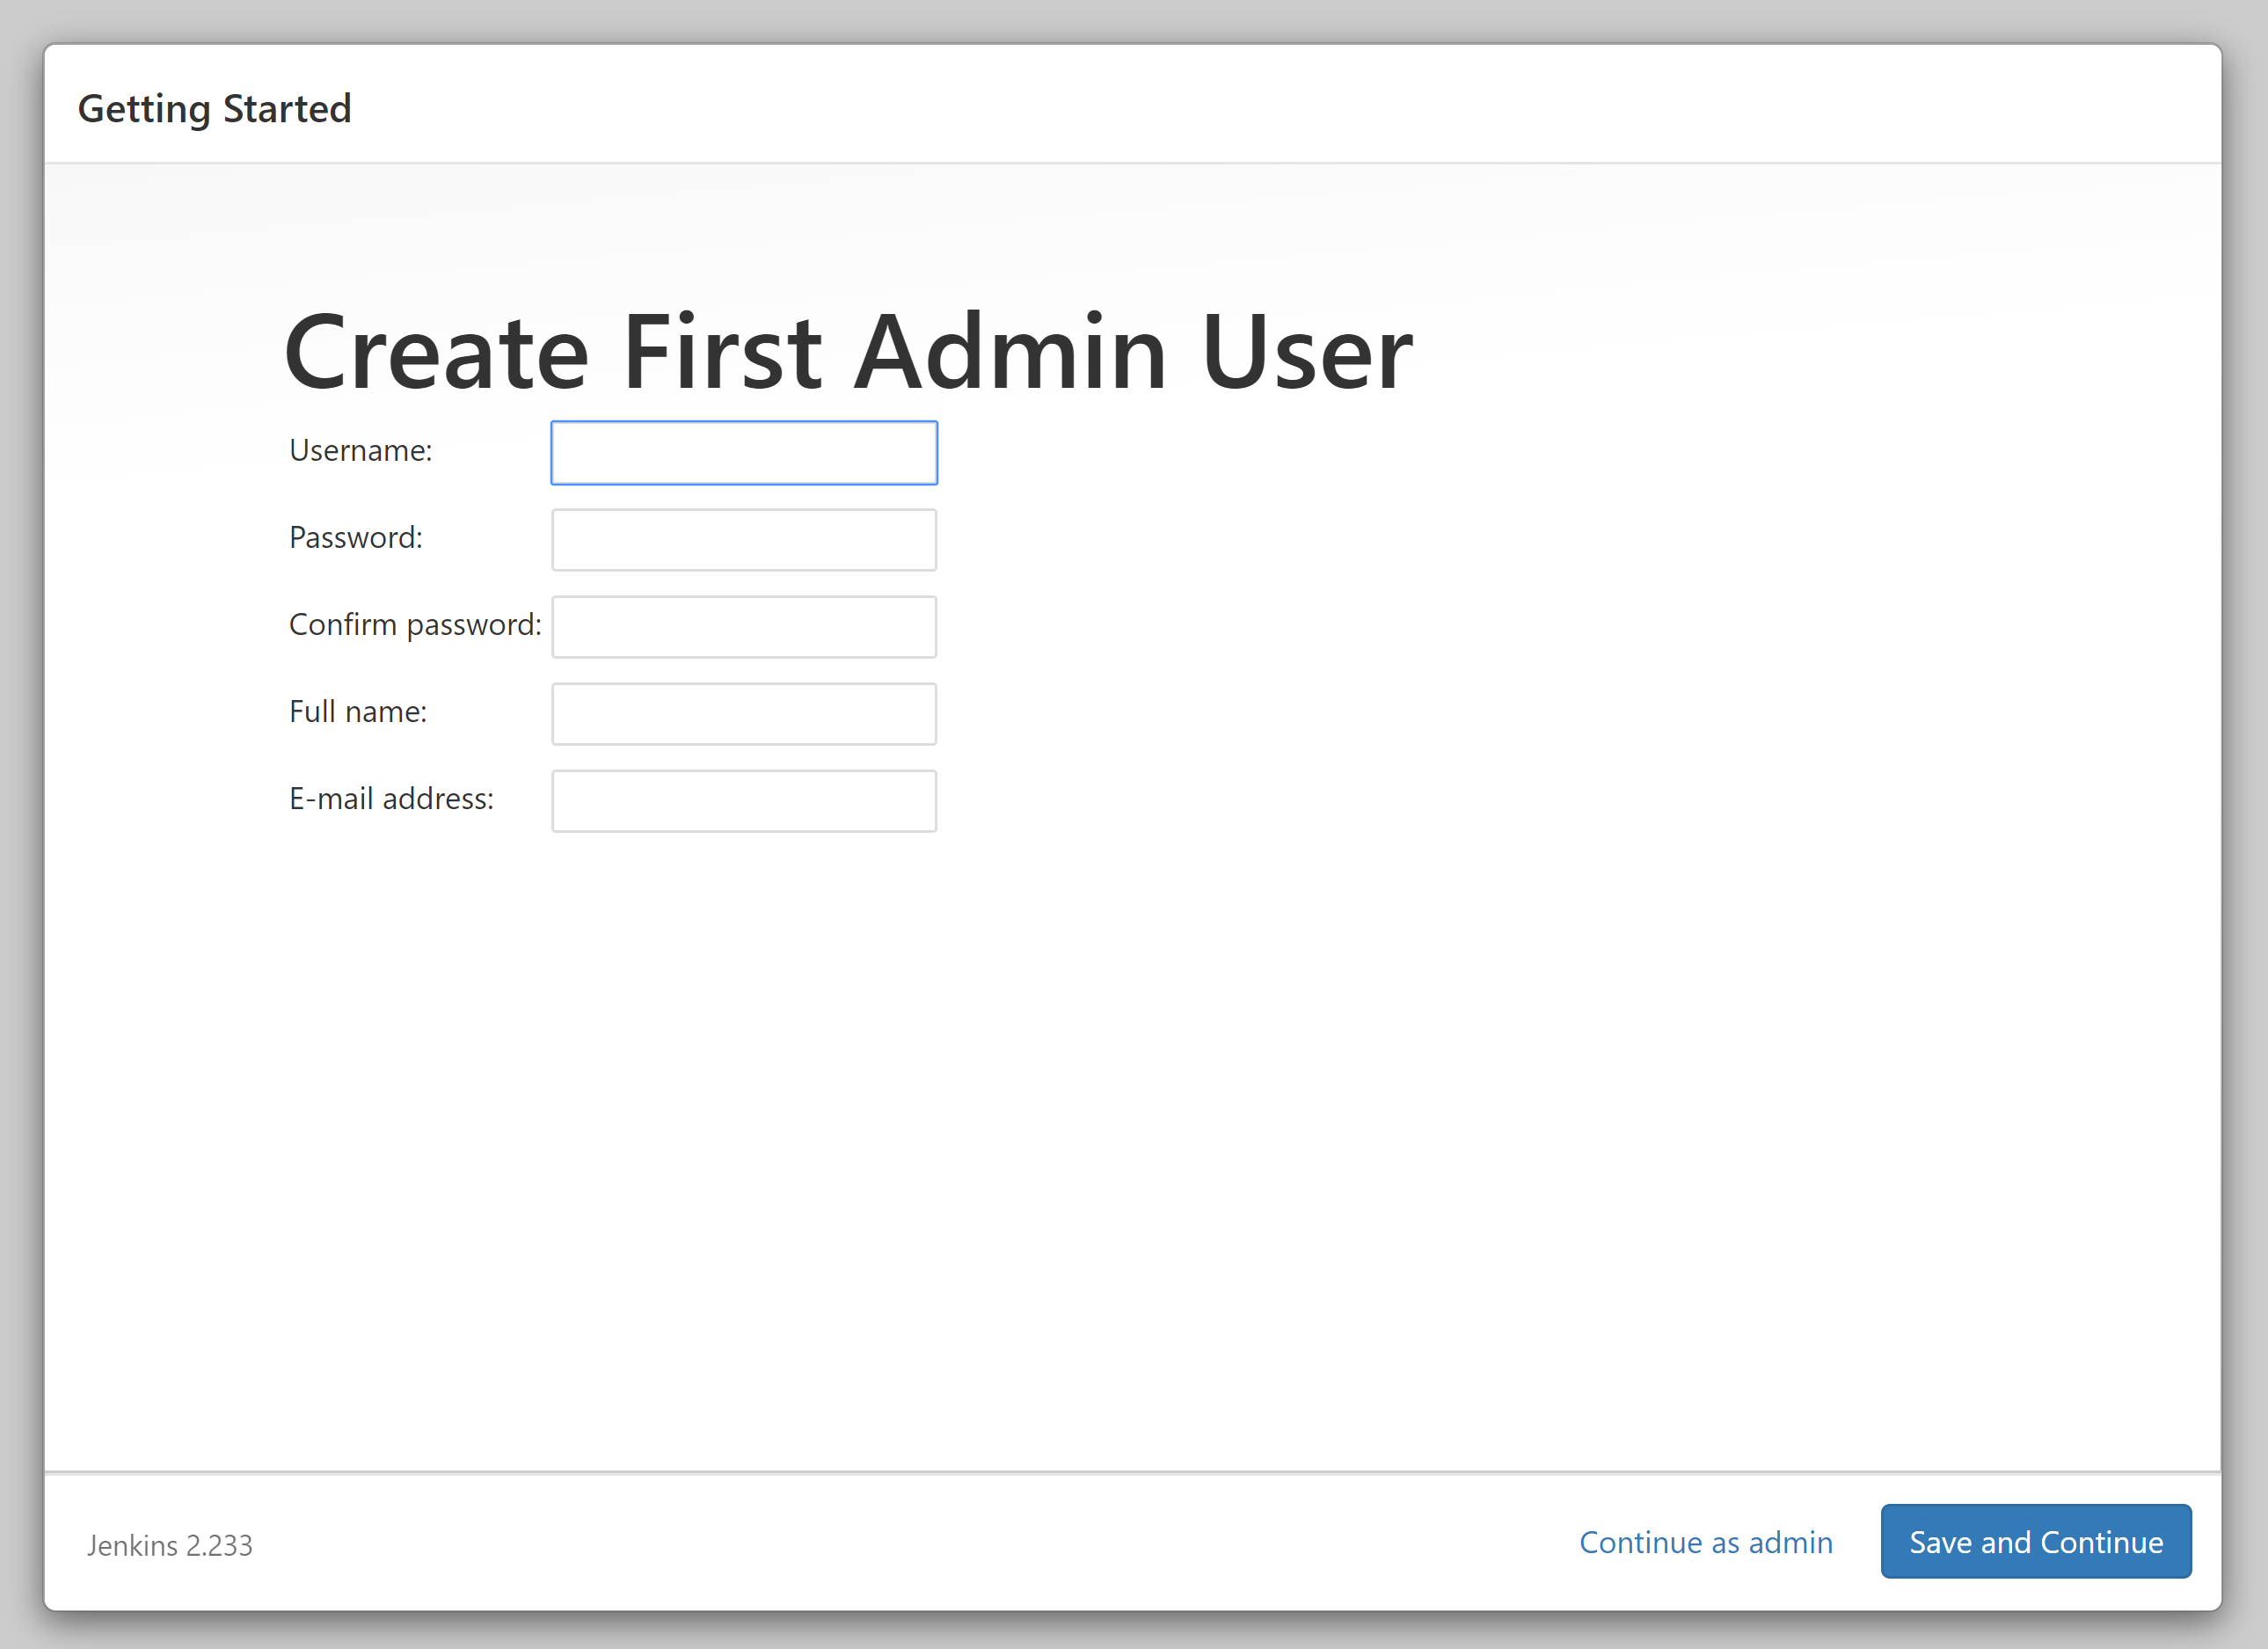 Getting Started
Create First Admin User
Username:
Password:
Confirm password:
Full name:
E-mail address:
Jenkins 2.233
Continue as admin
Save and Continue